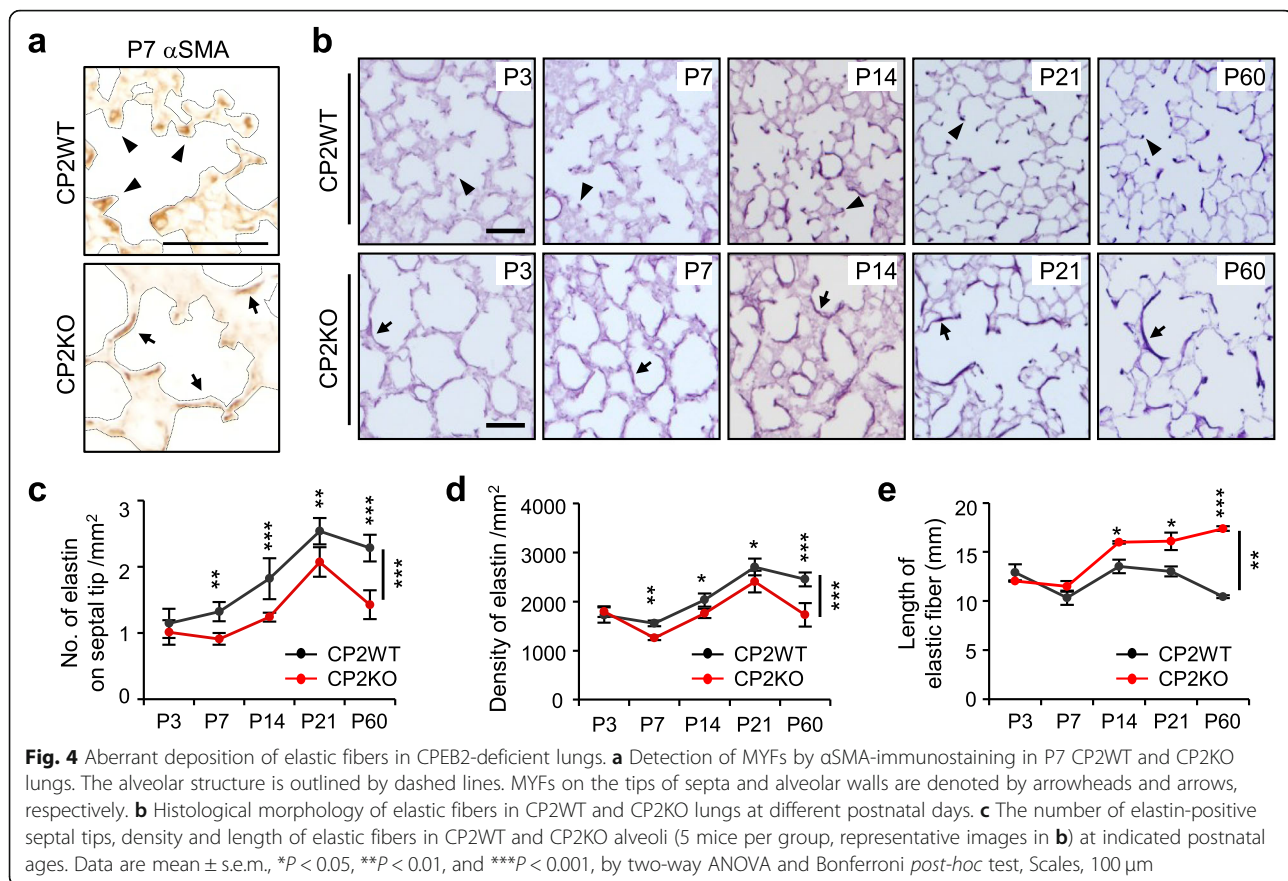 a
P7 αSMA
CP2WT
CP2KO
b
CP2WT
P3
P7
P14
P21
P60
CP2KO
P3
P7
P14
P21
P60
c
No. of elastin
on septal tip /mm²
3
2
1
0
**
***
**
***
***
CP2WT
CP2KO
P3 P7 P14 P21 P60
d
Density of elastin /mm²
4000
3000
2000
1000
0
**
*
*
***
***
CP2WT
CP2KO
P3 P7 P14 P21 P60
e
Length of
elastic fiber (mm)
20
15
10
5
0
*
*
***
**
CP2WT
CP2KO
P3 P7 P14 P21 P60
Fig. 4 Aberrant deposition of elastic fibers in CPEB2-deficient lungs. a Detection of MYFs by αSMA-immunostaining in P7 CP2WT and CP2KO
lungs. The alveolar structure is outlined by dashed lines. MYFs on the tips of septa and alveolar walls are denoted by arrowheads and arrows,
respectively. b Histological morphology of elastic fibers in CP2WT and CP2KO lungs at different postnatal days. c The number of elastin-positive
septal tips, density and length of elastic fibers in CP2WT and CP2KO alveoli (5 mice per group, representative images in b) at indicated postnatal
ages. Data are mean ± s.e.m., *P < 0.05, **P < 0.01, and ***P < 0.001, by two-way ANOVA and Bonferroni post-hoc test, Scales, 100 μm